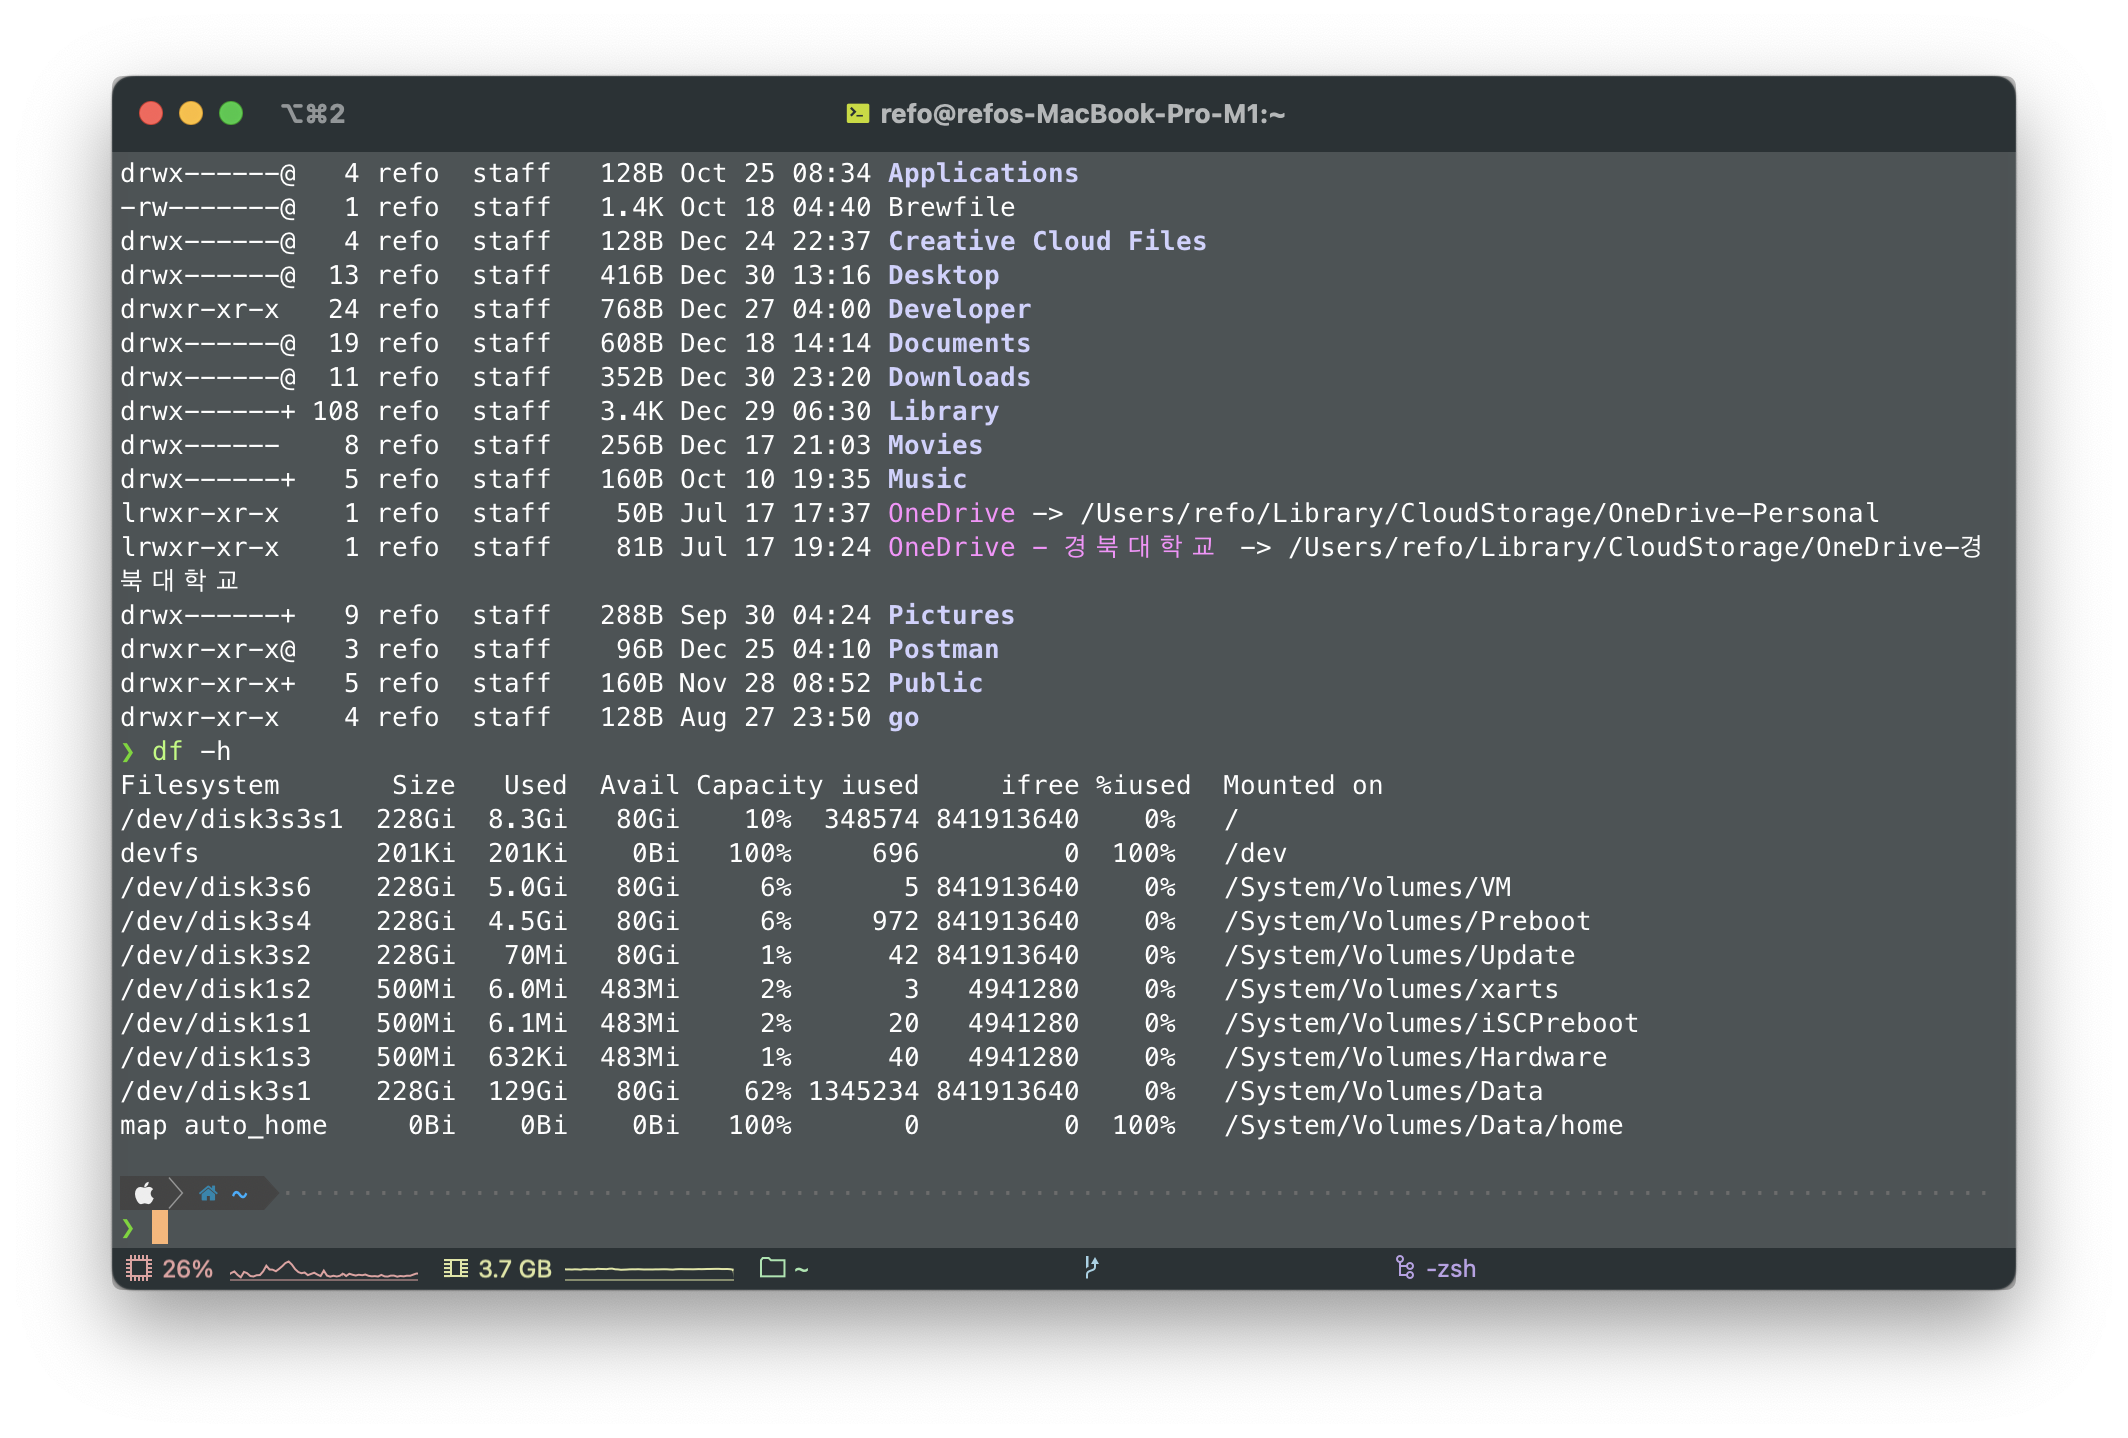 ⌥⌘2
refo@refos-MacBook-Pro-M1:~
drwx------@   4 refo  staff   128B Oct 25 08:34 Applications
-rw-------@   1 refo  staff   1.4K Oct 18 04:40 Brewfile
drwx------@   4 refo  staff   128B Dec 24 22:37 Creative Cloud Files
drwx------@  13 refo  staff   416B Dec 30 13:16 Desktop
drwxr-xr-x   24 refo  staff   768B Dec 27 04:00 Developer
drwx------@  19 refo  staff   608B Dec 18 14:14 Documents
drwx------@  11 refo  staff   352B Dec 30 23:20 Downloads
drwx------+ 108 refo  staff   3.4K Dec 29 06:30 Library
drwx------    8 refo  staff   256B Dec 17 21:03 Movies
drwx------+   5 refo  staff   160B Oct 10 19:35 Music
lrwxr-xr-x    1 refo  staff    50B Jul 17 17:37 OneDrive -> /Users/refo/Library/CloudStorage/OneDrive-Personal
lrwxr-xr-x    1 refo  staff    81B Jul 17 19:24 OneDrive - 경북대학교 -> /Users/refo/Library/CloudStorage/OneDrive-경
북대학교
drwx------+   9 refo  staff   288B Sep 30 04:24 Pictures
drwxr-xr-x@   3 refo  staff    96B Dec 25 04:10 Postman
drwxr-xr-x+   5 refo  staff   160B Nov 28 08:52 Public
drwxr-xr-x    4 refo  staff   128B Aug 27 23:50 go
❯ df -h
Filesystem       Size   Used  Avail Capacity iused     ifree %iused  Mounted on
/dev/disk3s3s1  228Gi  8.3Gi   80Gi    10%  348574 841913640    0%   /
devfs           201Ki  201Ki    0Bi   100%     696         0  100%   /dev
/dev/disk3s6    228Gi  5.0Gi   80Gi     6%       5 841913640    0%   /System/Volumes/VM
/dev/disk3s4    228Gi  4.5Gi   80Gi     6%     972 841913640    0%   /System/Volumes/Preboot
/dev/disk3s2    228Gi   70Mi   80Gi     1%      42 841913640    0%   /System/Volumes/Update
/dev/disk1s2    500Mi  6.0Mi  483Mi     2%       3   4941280    0%   /System/Volumes/xarts
/dev/disk1s1    500Mi  6.1Mi  483Mi     2%      20   4941280    0%   /System/Volumes/iSCPreboot
/dev/disk1s3    500Mi  632Ki  483Mi     1%      40   4941280    0%   /System/Volumes/Hardware
/dev/disk3s1    228Gi  129Gi   80Gi    62% 1345234 841913640    0%   /System/Volumes/Data
map auto_home     0Bi    0Bi    0Bi   100%       0         0  100%   /System/Volumes/Data/home
~
❯
26% 3.7 GB ~ -zsh